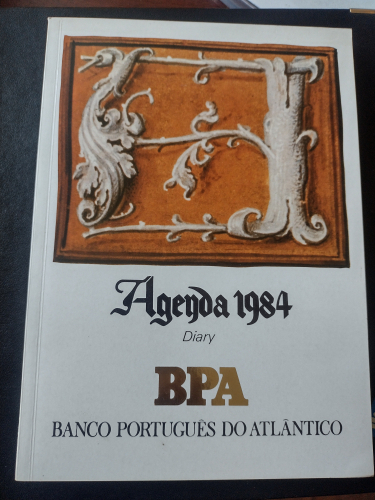 Agenda 1984
Diary
BPA
BANCO PORTUGUÊS DO ATLÂNTICO